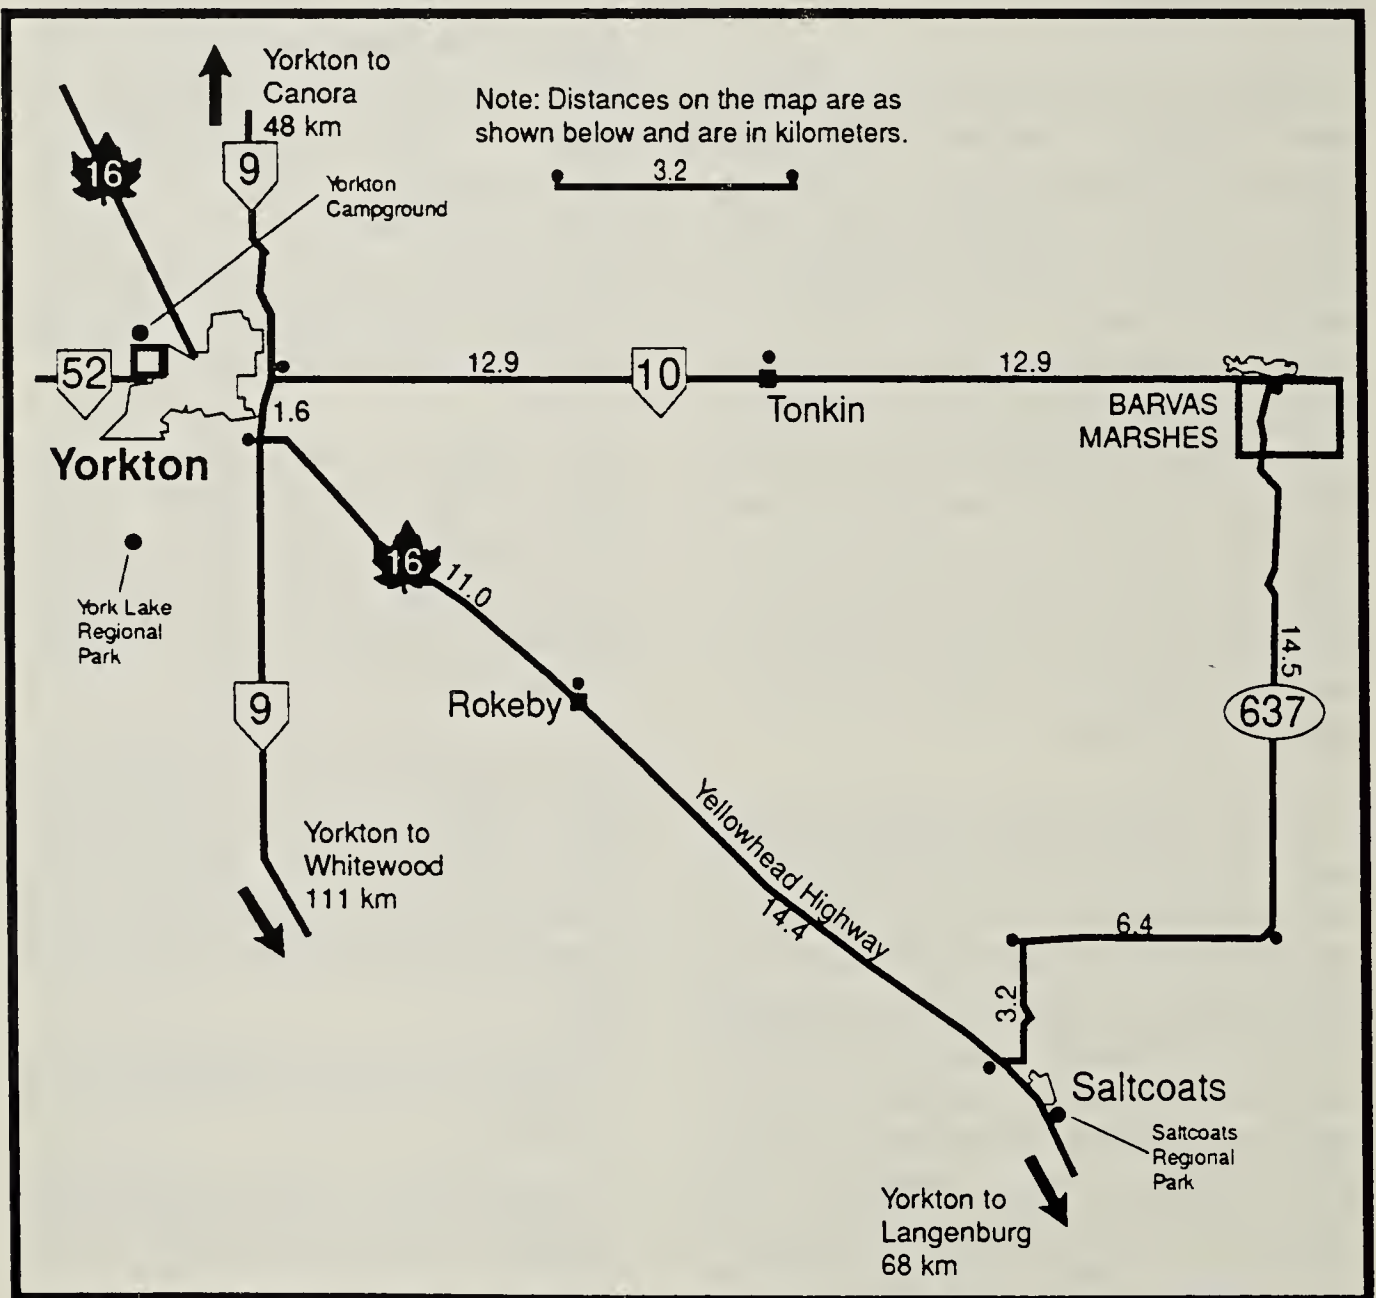 Yorkton to
Canora
48 km
Note: Distances on the map are as
shown below and are in kilometers.
3.2
16
9
Yorkton
Campground
52
12.9
10
12.9
Tonkin
BARVAS
MARSHES
1.6
Yorkton
16
11.0
York Lake
Regional
Park
14.5
Rokeby
9
637
Yellowhead Highway
14.4
Yorkton to
Whitewood
111 km
6.4
3.2
Saltcoats
Saltcoats
Regional
Park
Yorkton to
Langenburg
68 km